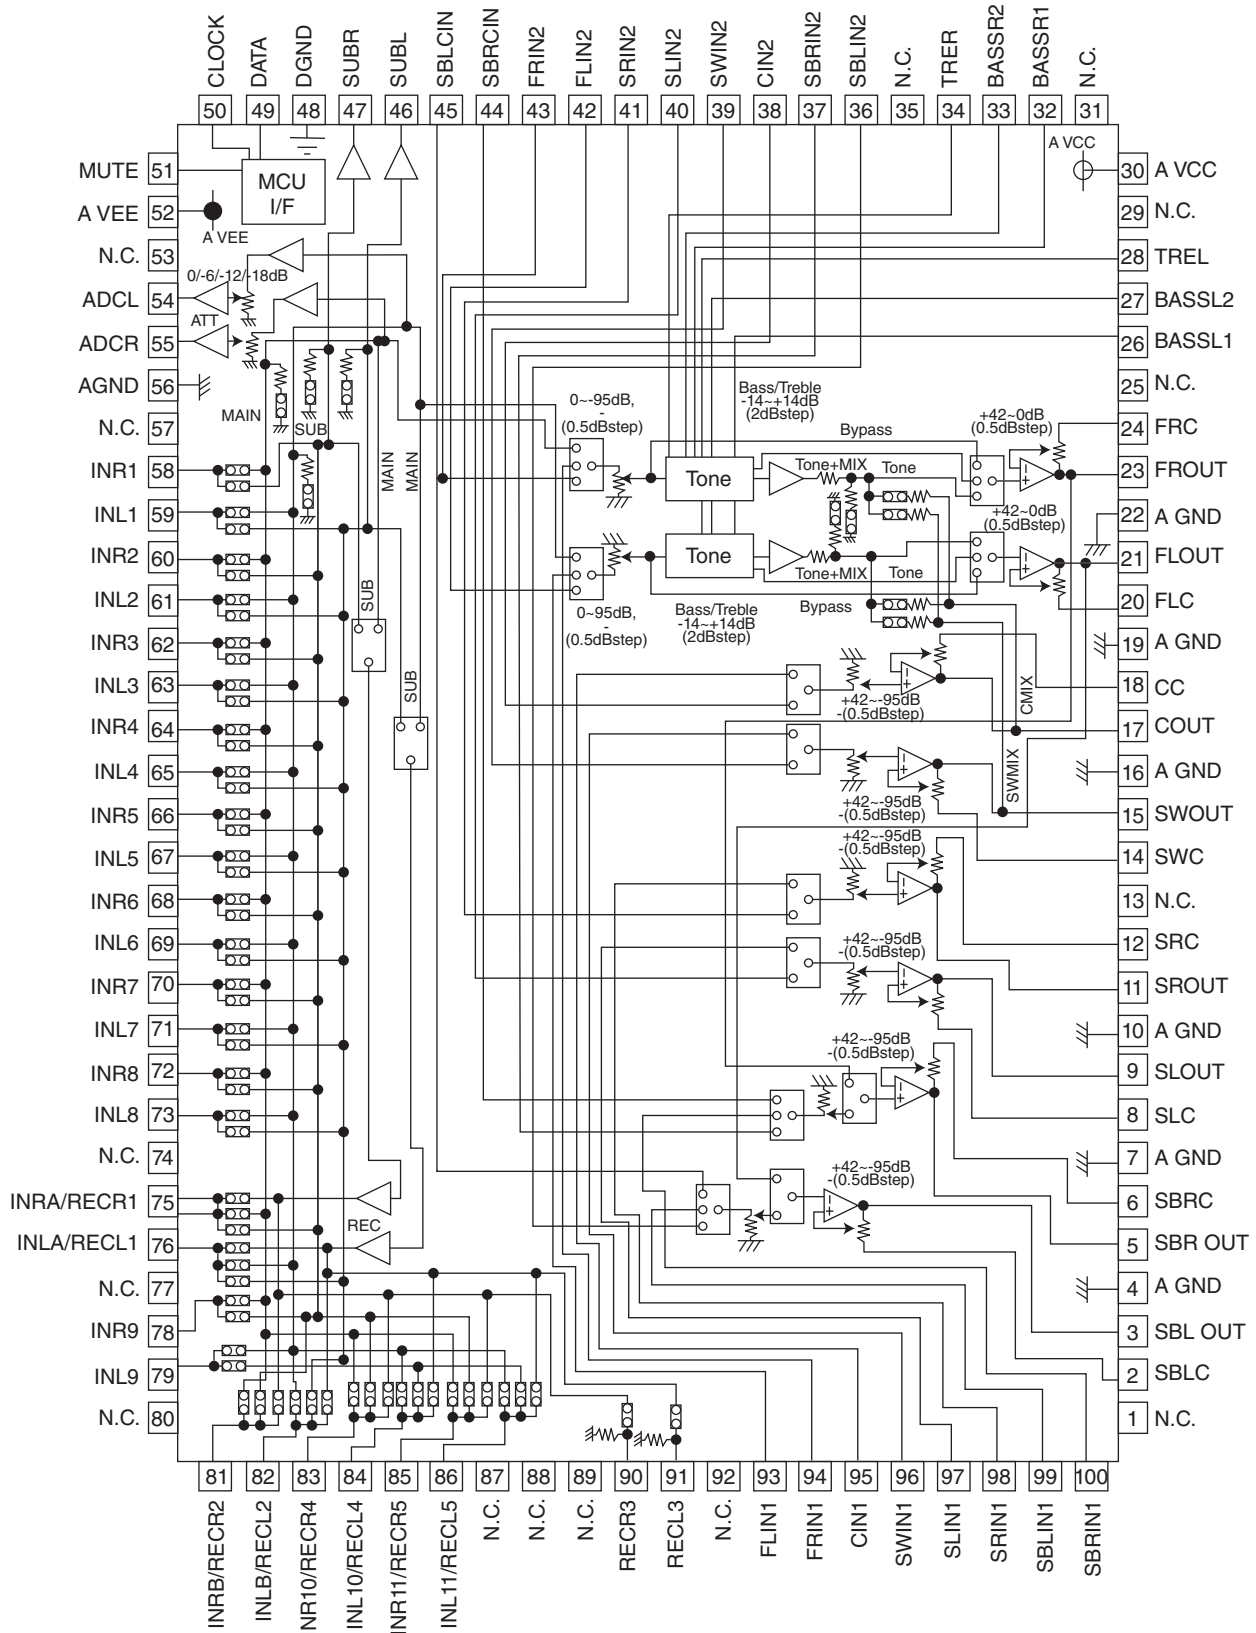 CLOCK
DATA
DGND
SUBR
SUBL
SBLCIN
SBRCIN
FRIN2
FLIN2
SRIN2
SLIN2
SWIN2
CIN2
SBRIN2
SBLIN2
N.C.
TRER
BASSR2
BASSR1
N.C.
50 49 48 47 46 45 44 43 42 41 40 39 38 37 36 35 34 33 32 31
MUTE 51
A VEE 52
N.C. 53
ADCL 54
ADCR 55
AGND 56
N.C. 57
INR1 58
INL1 59
INR2 60
INL2 61
INR3 62
INL3 63
INR4 64
INL4 65
INR5 66
INL5 67
INR6 68
INL6 69
INR7 70
INL7 71
INR8 72
INL8 73
N.C. 74
INRA/RECR1 75
INLA/RECL1 76
N.C. 77
INR9 78
INL9 79
N.C. 80
MCU
I/F
A VEE
0/-6/-12/-18dB
ATT
MAIN
SUB
MAIN
MAIN
SUB
SUB
REC
0~-95dB,
-
(0.5dBstep)
Bass/Treble
-14~+14dB
(2dBstep)
Bypass
+42~0dB
(0.5dBstep)
Tone
Tone+MIX
Tone
+42~0dB
(0.5dBstep)
Tone
Tone+MIX
Tone
0~95dB,
-
(0.5dBstep)
Bass/Treble
-14~+14dB
(2dBstep)
Bypass
+42~-95dB
-(0.5dBstep)
CMIX
SWMIX
+42~-95dB
-(0.5dBstep)
+42~-95dB
-(0.5dBstep)
+42~-95dB
-(0.5dBstep)
+42~-95dB
-(0.5dBstep)
+42~-95dB
-(0.5dBstep)
A VCC
30 A VCC
29 N.C.
28 TREL
27 BASSL2
26 BASSL1
25 N.C.
24 FRC
23 FROUT
22 A GND
21 FLOUT
20 FLC
19 A GND
18 CC
17 COUT
16 A GND
15 SWOUT
14 SWC
13 N.C.
12 SRC
11 SROUT
10 A GND
9 SLOUT
8 SLC
7 A GND
6 SBRC
5 SBR OUT
4 A GND
3 SBL OUT
2 SBLC
1 N.C.
81 82 83 84 85 86 87 88 89 90 91 92 93 94 95 96 97 98 99 100
INRB/RECR2
INLB/RECL2
NR10/RECR4
INL10/RECL4
INR11/RECR5
INL11/RECL5
N.C.
N.C.
N.C.
RECR3
RECL3
N.C.
FLIN1
FRIN1
CIN1
SWIN1
SLIN1
SRIN1
SBLIN1
SBRIN1